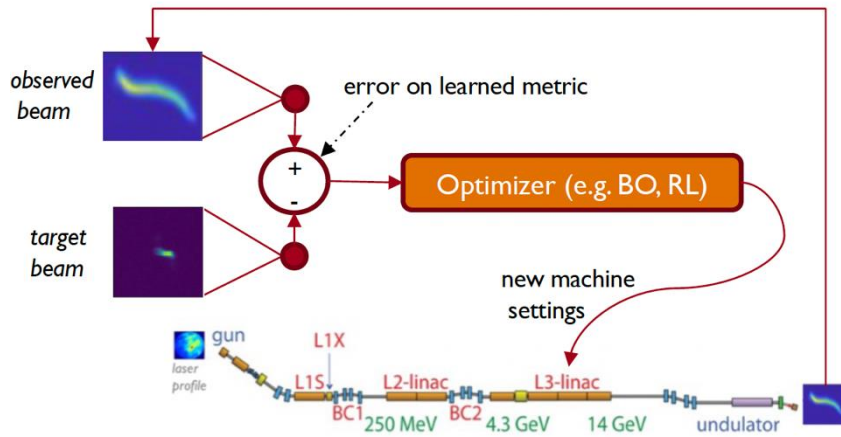 observed
beam
error on learned metric
+
-
Optimizer (e.g. BO, RL)
target
beam
new machine
settings
gun
laser
profile
L1X
L1S
BC1
L2-linac
BC2
L3-linac
250 MeV
4.3 GeV
14 GeV
undulator